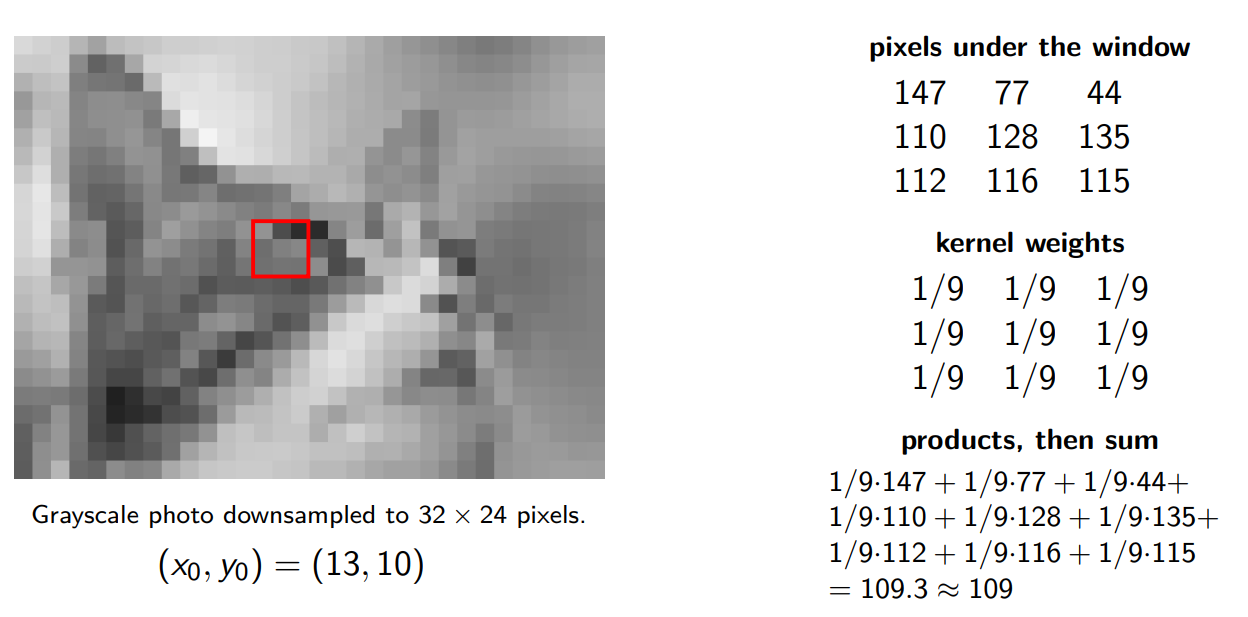 Grayscale photo downsampled to 32 × 24 pixels.
(x₀, y₀) = (13, 10)
pixels under the window
147 77 44
110 128 135
112 116 115
kernel weights
1/9 1/9 1/9
1/9 1/9 1/9
1/9 1/9 1/9
products, then sum
1/9·147 + 1/9·77 + 1/9·44+
1/9·110 + 1/9·128 + 1/9·135+
1/9·112 + 1/9·116 + 1/9·115
= 109.3 ≈ 109